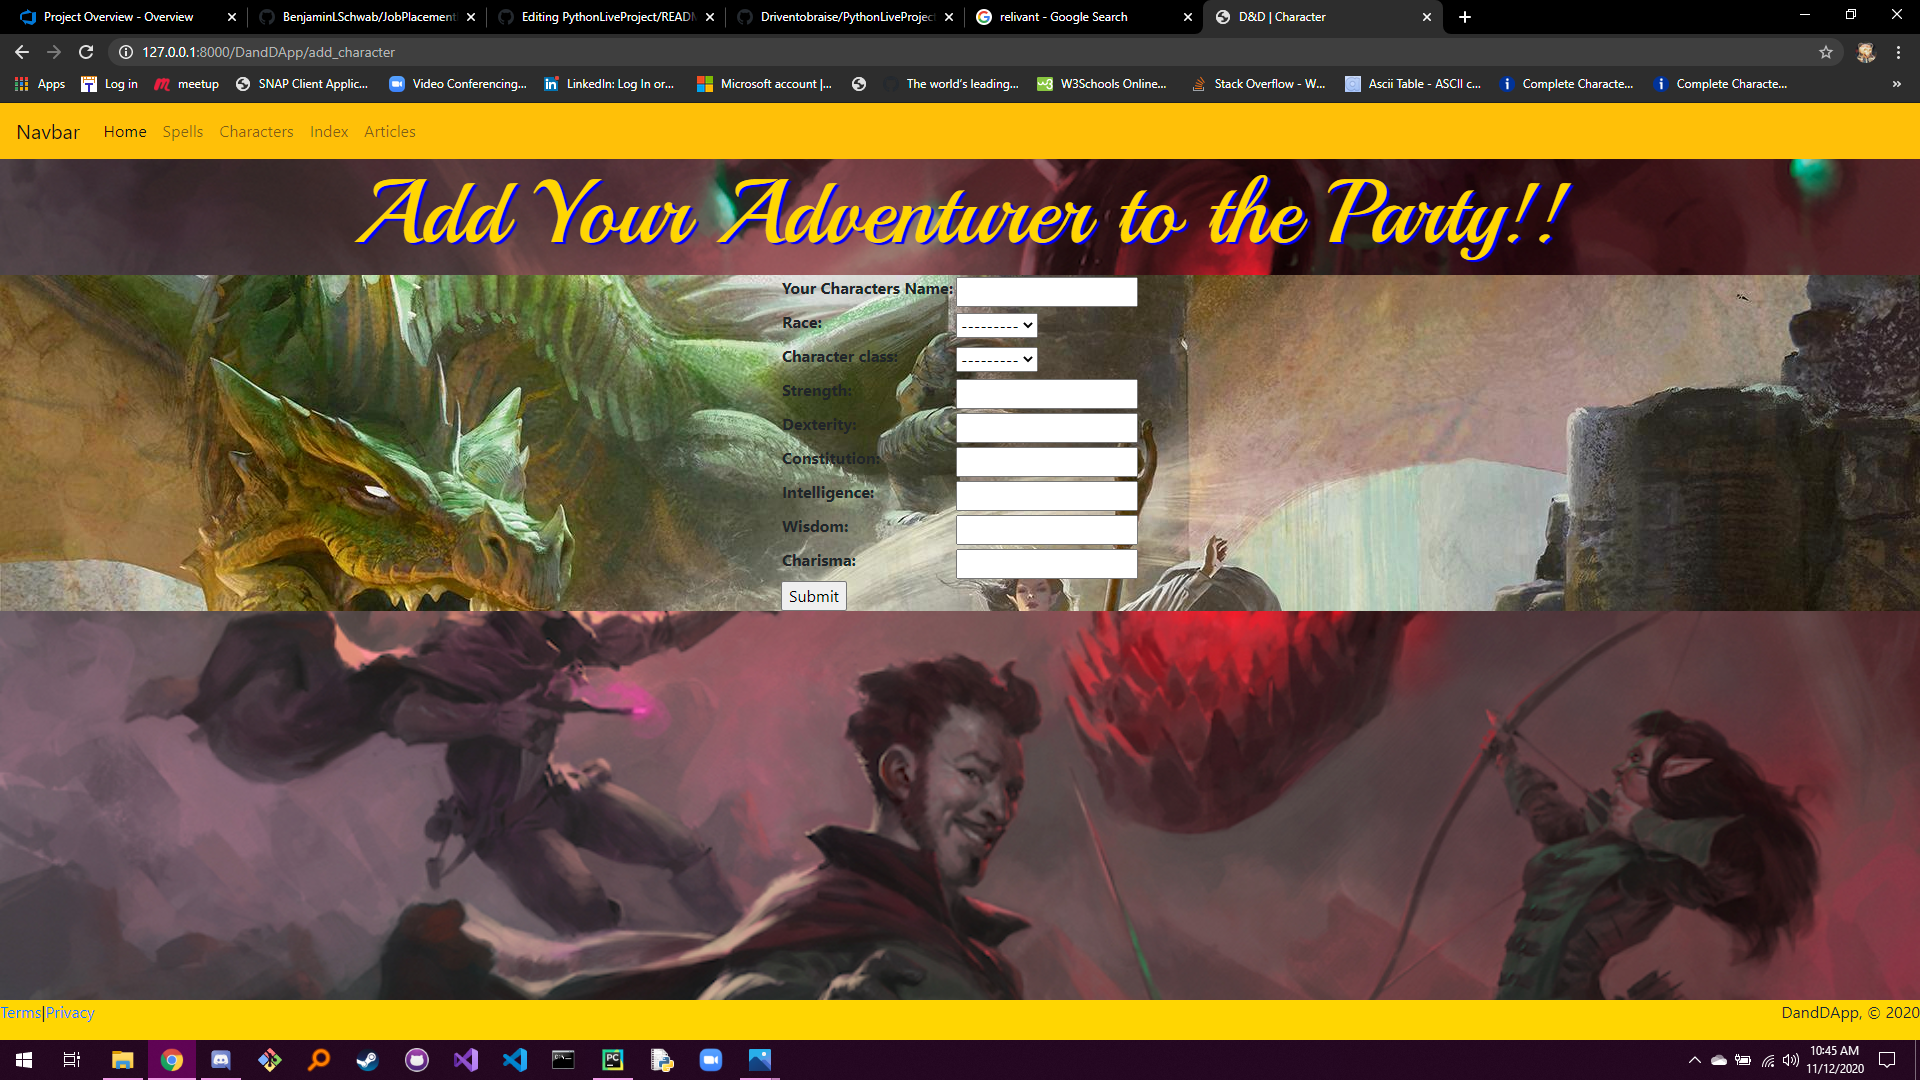 Project Overview - Overview
BenjaminLSchwab/JobPlacement
Editing PythonLiveProject/READM
Driventobraise/PythonLiveProject
relivant - Google Search
D&D | Character
127.0.0.1:8000/DandDApp/add_character
Apps
Log in
meetup
SNAP Client Applic...
Video Conferencing...
LinkedIn: Log In or...
Microsoft account |...
The world's leading...
W3Schools Online...
Stack Overflow - W...
Ascii Table - ASCII c...
Complete Characte...
Complete Characte...
»
Navbar Home Spells Characters Index Articles
Add Your Adventurer to the Party!!
Your Characters Name:
Race: ---------
Character class: ---------
Strength:
Dexterity:
Constitution:
Intelligence:
Wisdom:
Charisma:
Submit
Terms|Privacy
DandDApp, © 2020
PC
10:45 AM
11/12/2020